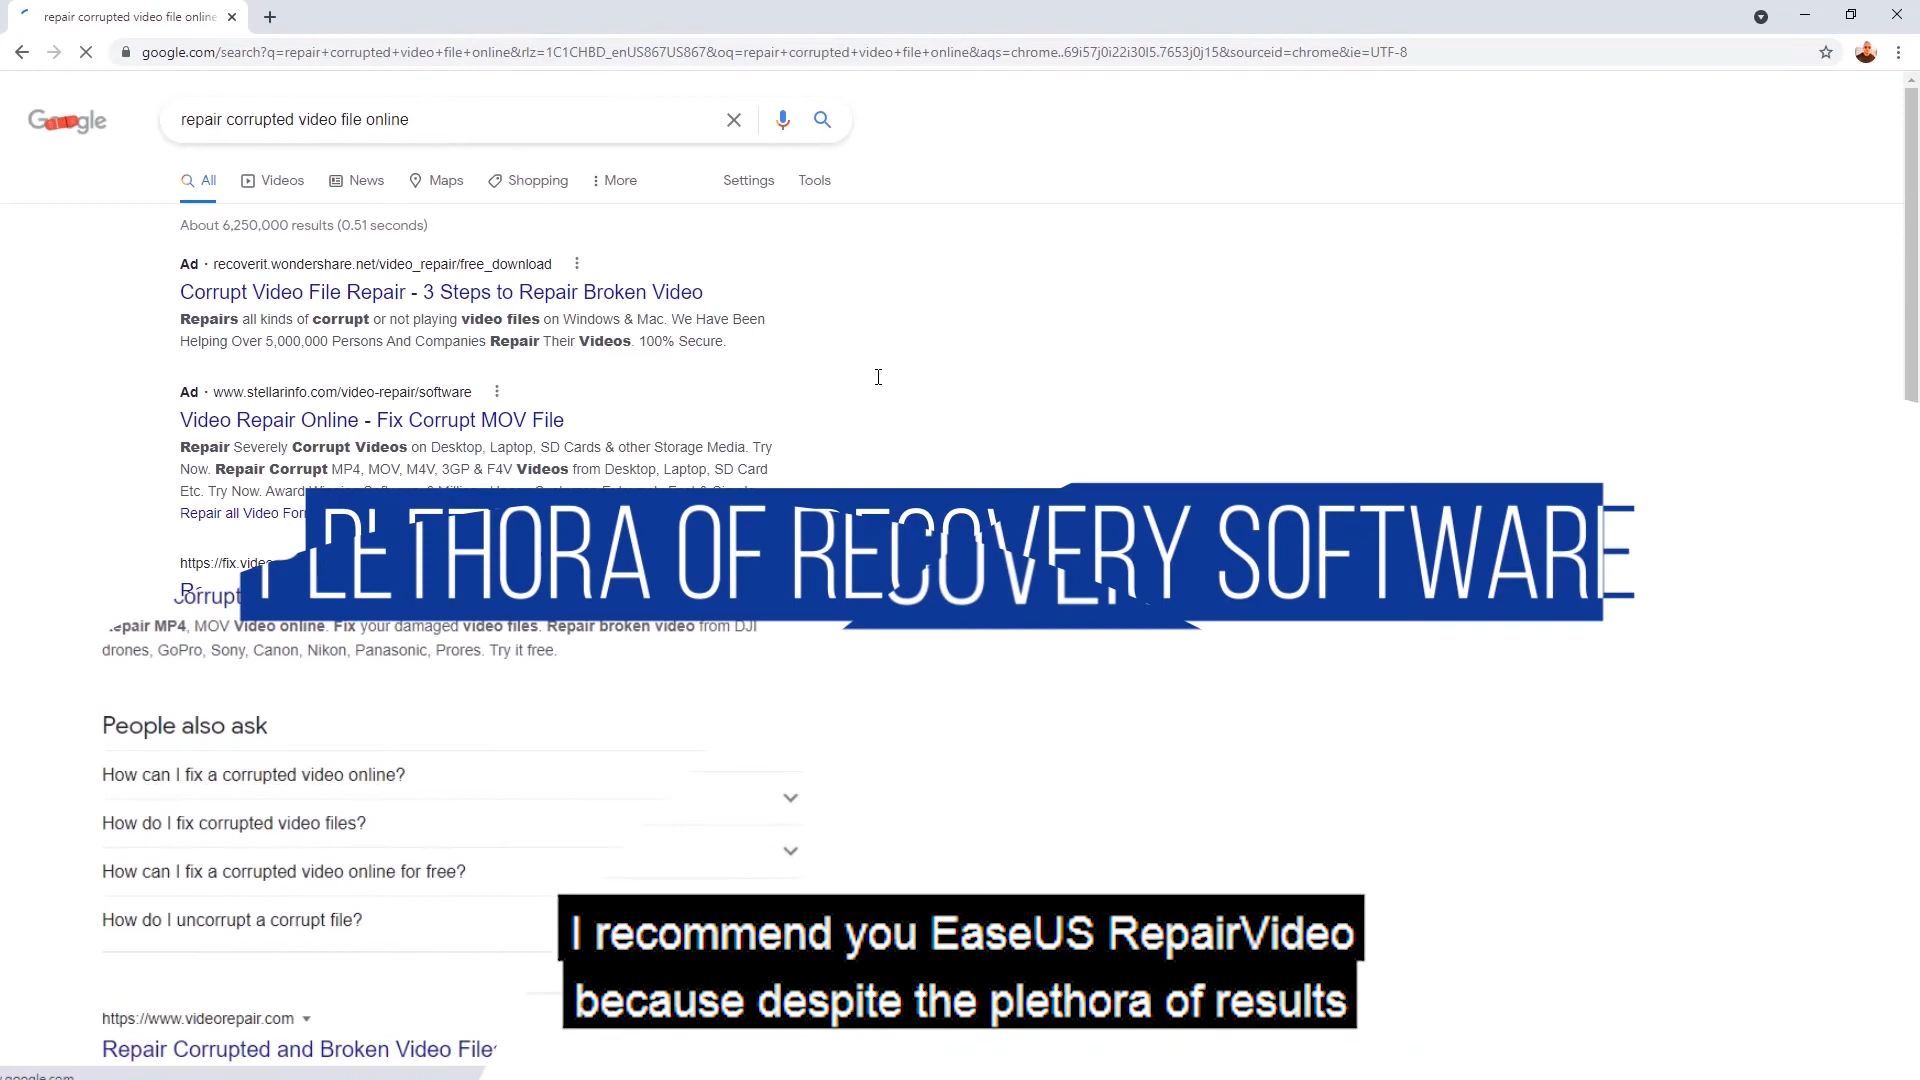 repair corrupted video file online
google.com/search?q=repair+corrupted+video+file+online&rlz=1C1CHBD_enUS867US867&oq=repair+corrupted+video+file+online&aqs=chrome..69i57j0i22i30l5.7653j0j15&sourceid=chrome&ie=UTF-8
Google
repair corrupted video file online
All Videos News Maps Shopping More Settings Tools
About 6,250,000 results (0.51 seconds)
Ad · recoverit.wondershare.net/video_repair/free_download
Corrupt Video File Repair - 3 Steps to Repair Broken Video
Repairs all kinds of corrupt or not playing video files on Windows & Mac. We Have Been
Helping Over 5,000,000 Persons And Companies Repair Their Videos. 100% Secure.
Ad · www.stellarinfo.com/video-repair/software
Video Repair Online - Fix Corrupt MOV File
Repair Severely Corrupt Videos on Desktop, Laptop, SD Cards & other Storage Media. Try
Now. Repair Corrupt MP4, MOV, M4V, 3GP & F4V Videos from Desktop, Laptop, SD Card
Etc. Try Now. Award
Repair all Video
https://fix.video
PLETHORA OF RECOVERY SOFTWARE
Corrupt
epair MP4, MOV Video online. Fix your damaged video files. Repair broken video from DJI
drones, GoPro, Sony, Canon, Nikon, Panasonic, Prores. Try it free.
People also ask
How can I fix a corrupted video online?
How do I fix corrupted video files?
How can I fix a corrupted video online for free?
How do I uncorrupt a corrupt file?
I recommend you EaseUS RepairVideo
because despite the plethora of results
https://www.videorepair.com
Repair Corrupted and Broken Video File